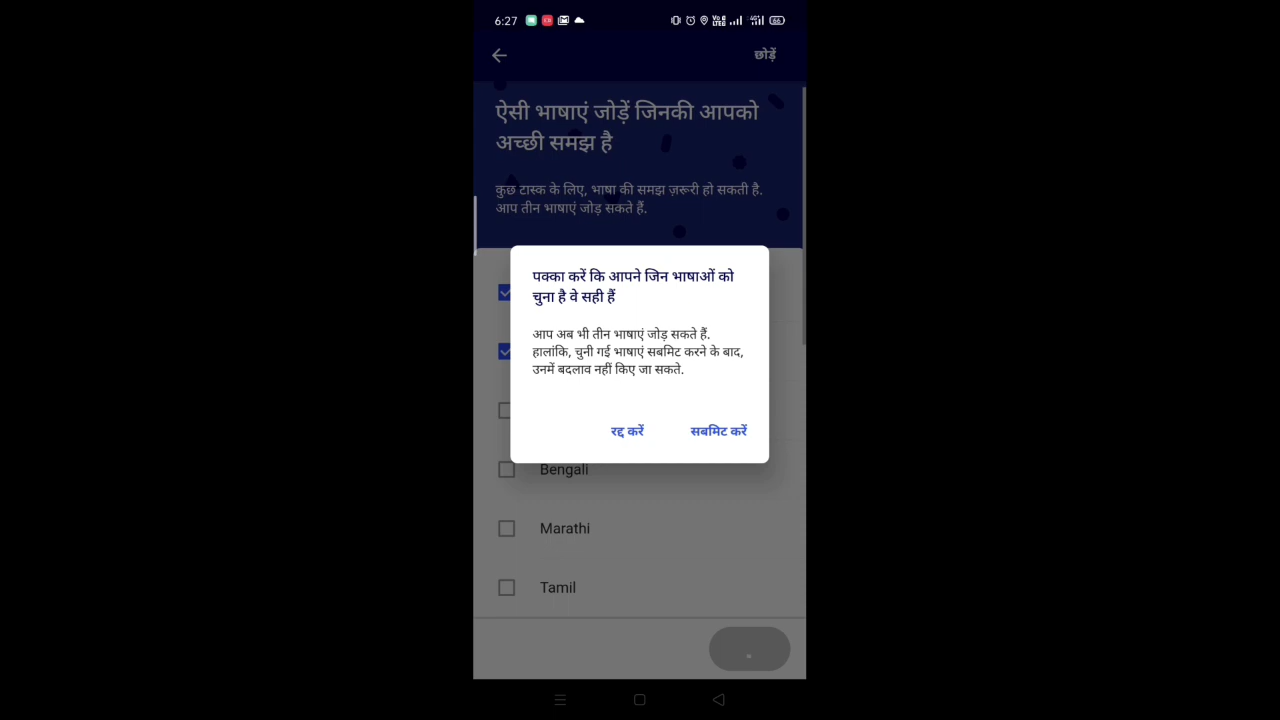 6:27
छोड़ें
ऐसी भाषाएं जोड़ें जिनकी आपको
अच्छी समझ है
कुछ टास्क के लिए, भाषा की समझ ज़रूरी हो सकती है.
आप तीन भाषाएं जोड़ सकते हैं.
पक्का करें कि आपने जिन भाषाओं को
चुना है वे सही हैं
आप अब भी तीन भाषाएं जोड़ सकते हैं.
हालांकि, चुनी गई भाषाएं सबमिट करने के बाद,
उनमें बदलाव नहीं किए जा सकते.
रद्द करें सबमिट करें
Bengali
Marathi
Tamil